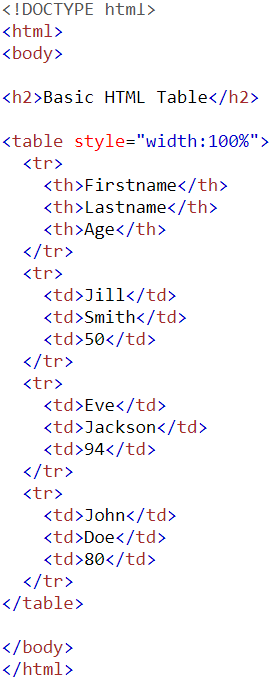 <!DOCTYPE html>
<html>
<body>

<h2>Basic HTML Table</h2>

<table style="width:100%">
  <tr>
    <th>Firstname</th>
    <th>Lastname</th>
    <th>Age</th>
  </tr>
  <tr>
    <td>Jill</td>
    <td>Smith</td>
    <td>50</td>
  </tr>
  <tr>
    <td>Eve</td>
    <td>Jackson</td>
    <td>94</td>
  </tr>
  <tr>
    <td>John</td>
    <td>Doe</td>
    <td>80</td>
  </tr>
</table>

</body>
</html>